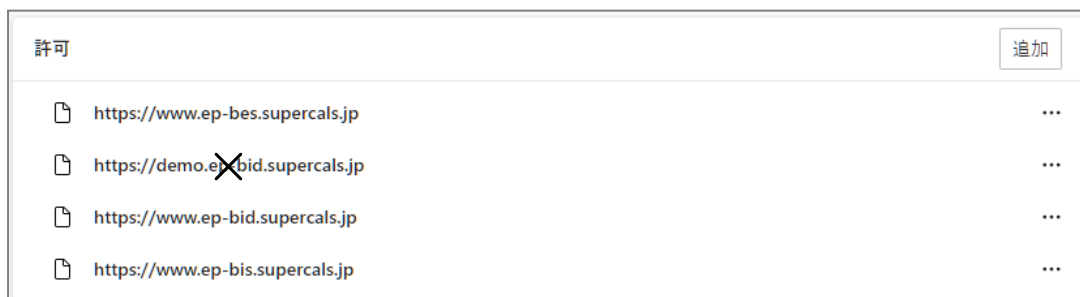 許可
追加
https://www.ep-bes.supercals.jp
https://demo.ep-bid.supercals.jp
https://www.ep-bid.supercals.jp
https://www.ep-bis.supercals.jp